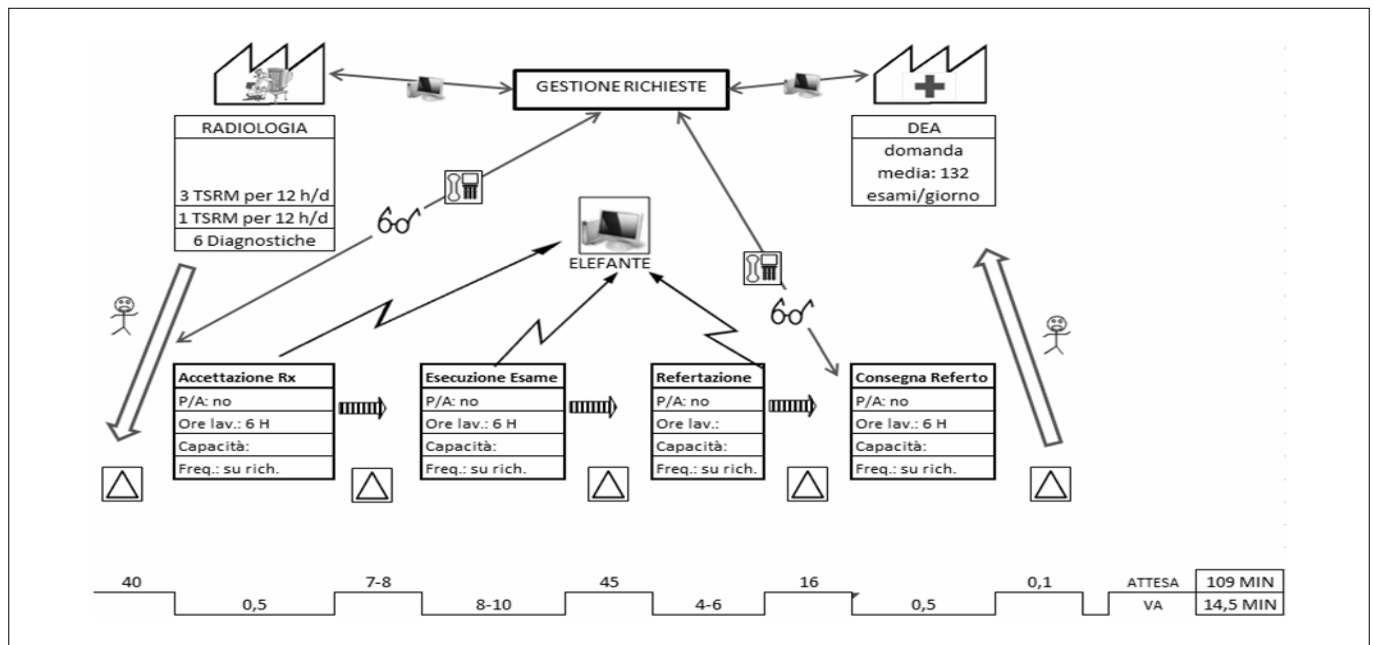 GESTIONE RICHIESTE
RADIOLOGIA
3 TSRM per 12 h/d
1 TSRM per 12 h/d
6 Diagnostiche
DEA
domanda
media: 132
esami/giorno
ELEFANTE
Accettazione Rx
P/A: no
Ore lav.: 6 H
Capacità:
Freq.: su rich.
Esecuzione Esame
P/A: no
Ore lav.: 6 H
Capacità:
Freq.: su rich.
Refertazione
P/A: no
Ore lav.:
Capacità:
Freq.: su rich.
Consegna Referto
P/A: no
Ore lav.: 6 H
Capacità:
Freq.: su rich.
40
7-8
45
16
0,1
ATTESA
109 MIN
0,5
8-10
4-6
0,5
VA
14,5 MIN